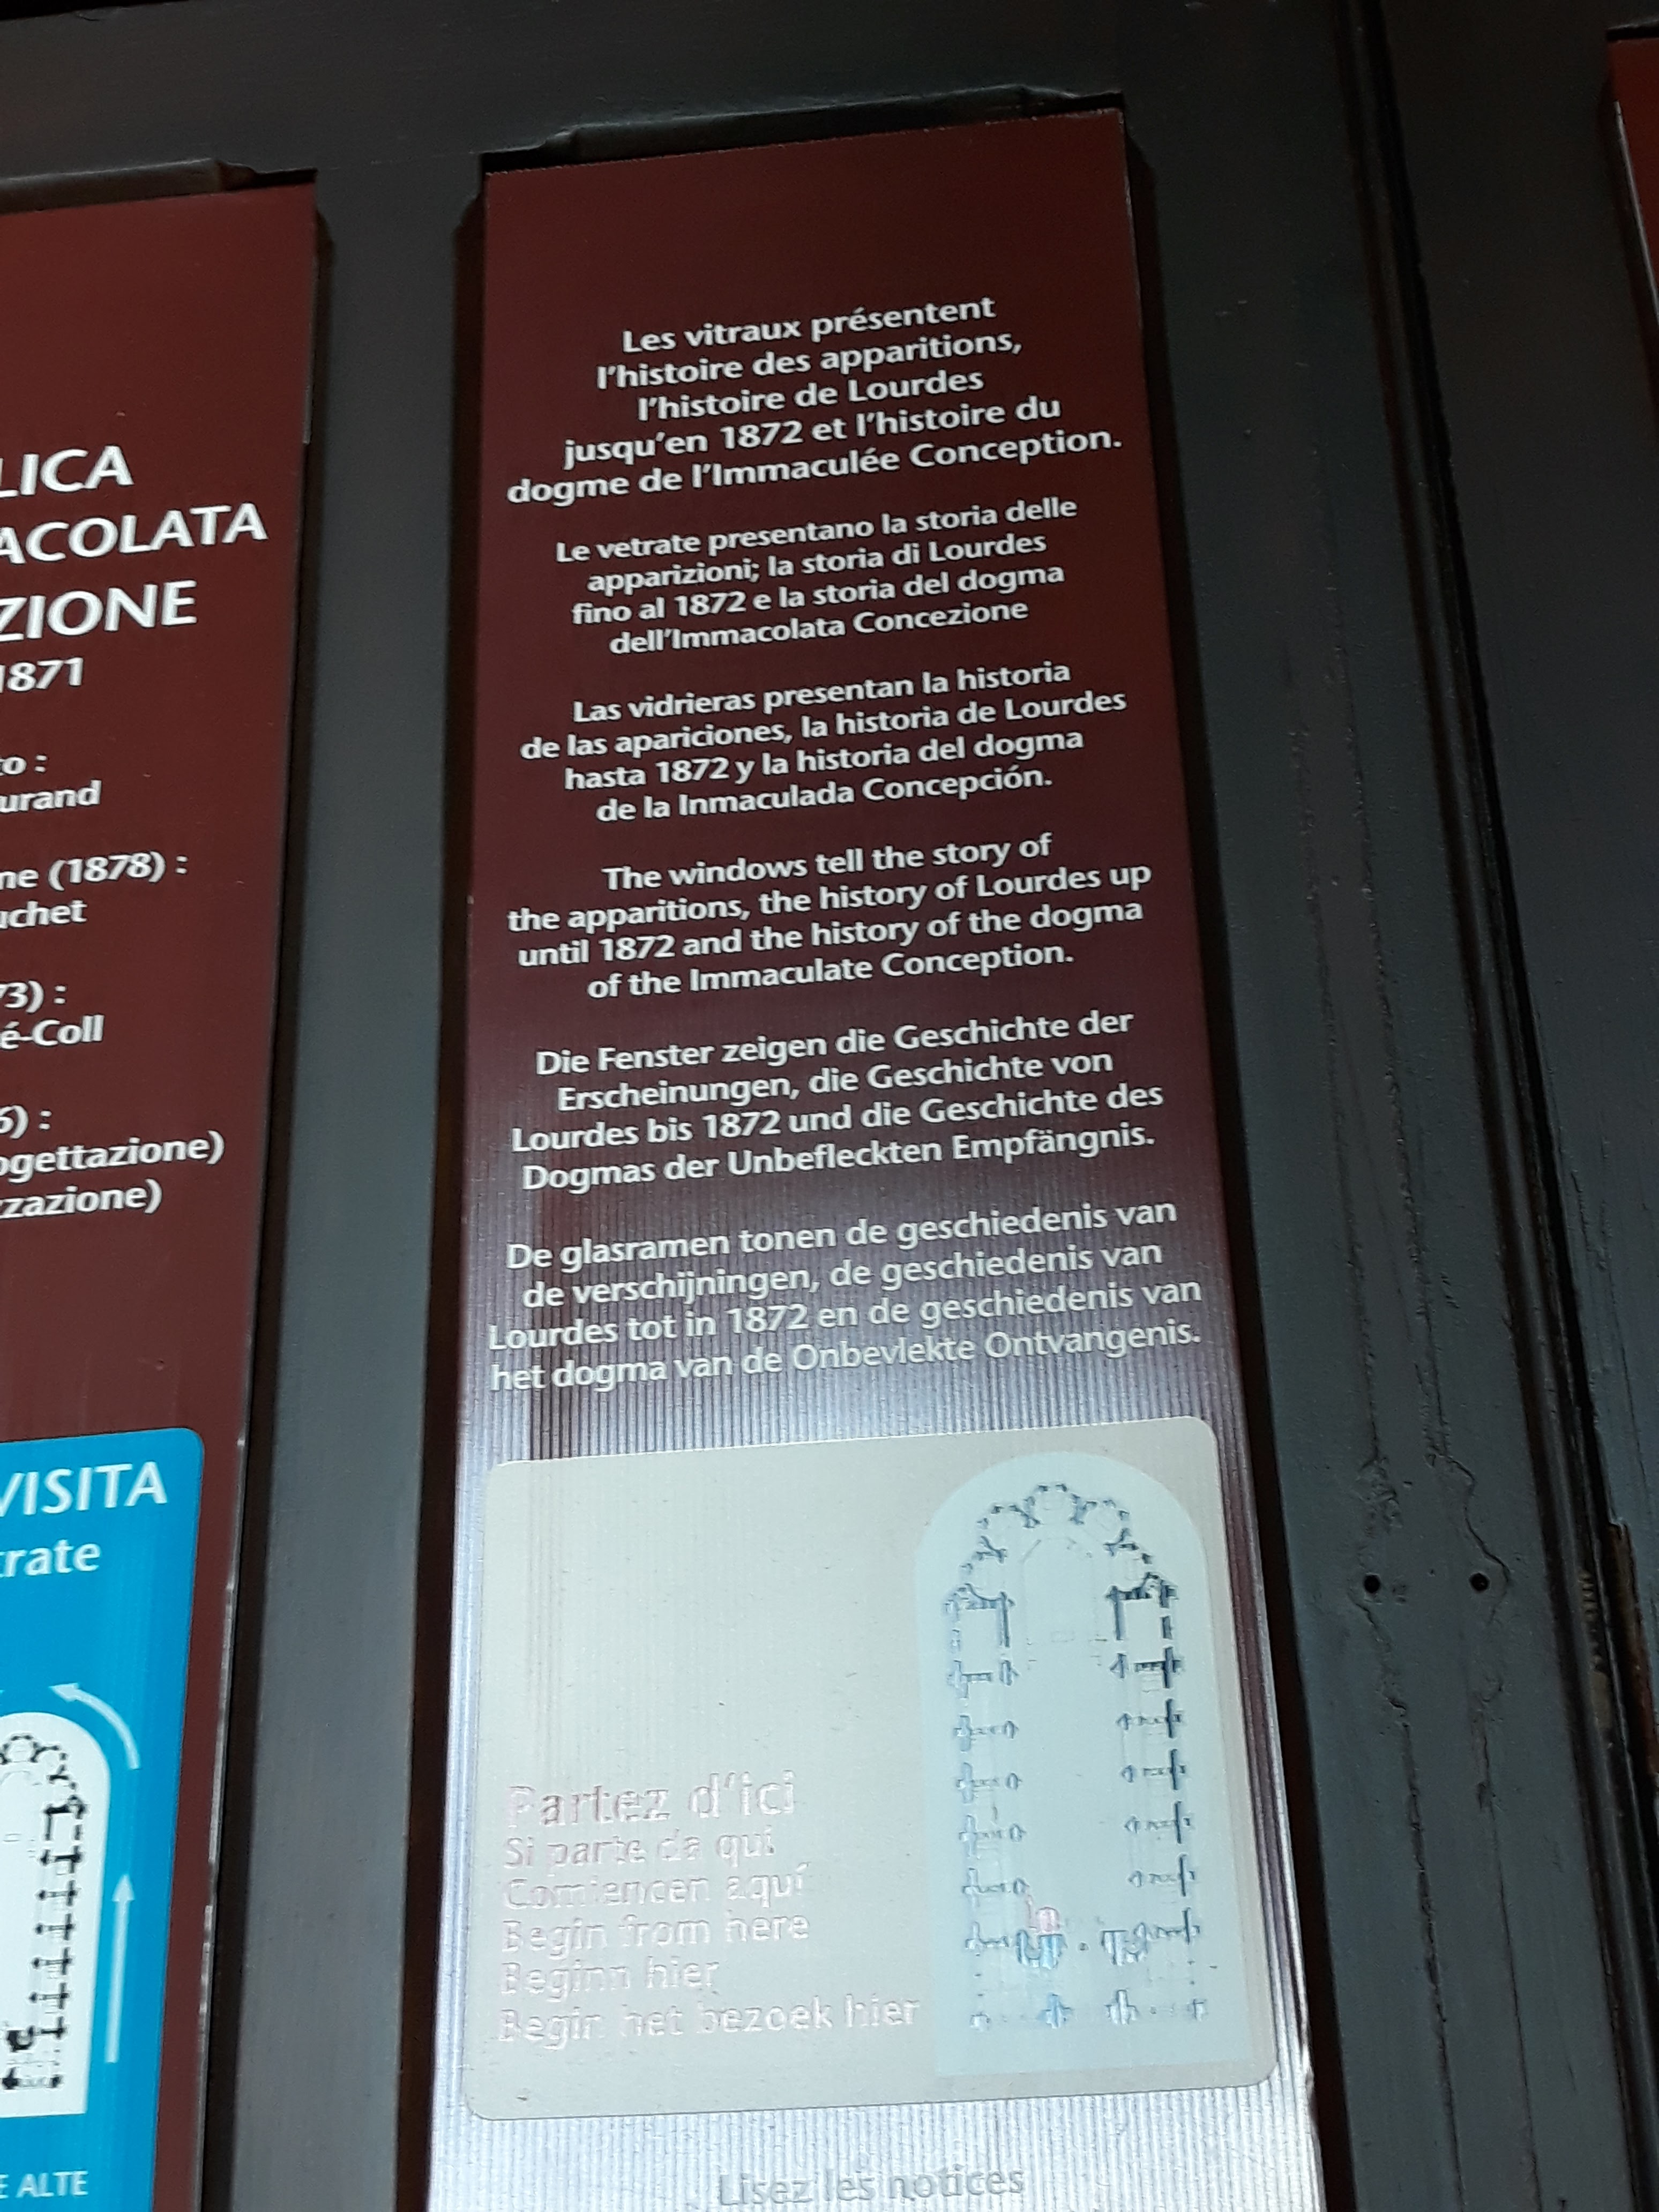 LICA
ACOLATA
ZIONE
1871
to :
urand
ne (1878) :
uchet
73) :
é-Coll
6) :
ogettazione)
zzazione)
VISITA
trate
E ALTE
Les vitraux présentent
l'histoire des apparitions,
l'histoire de Lourdes
jusqu'en 1872 et l'histoire du
dogme de l'Immaculée Conception.
Le vetrate presentano la storia delle
apparizioni; la storia di Lourdes
fino al 1872 e la storia del dogma
dell'Immacolata Concezione
Las vidrieras presentan la historia
de las apariciones, la historia de Lourdes
hasta 1872 y la historia del dogma
de la Inmaculada Concepción.
The windows tell the story of
the apparitions, the history of Lourdes up
until 1872 and the history of the dogma
of the Immaculate Conception.
Die Fenster zeigen die Geschichte der
Erscheinungen, die Geschichte von
Lourdes bis 1872 und die Geschichte des
Dogmas der Unbefleckten Empfängnis.
De glasramen tonen de geschiedenis van
de verschijningen, de geschiedenis van
Lourdes tot in 1872 en de geschiedenis van
het dogma van de Onbevlekte Ontvangenis.
Partez d'ici
Si parte da qui
Comiencen aquí
Begin from here
Beginn hier
Begin het bezoek hier
Lisez les notices